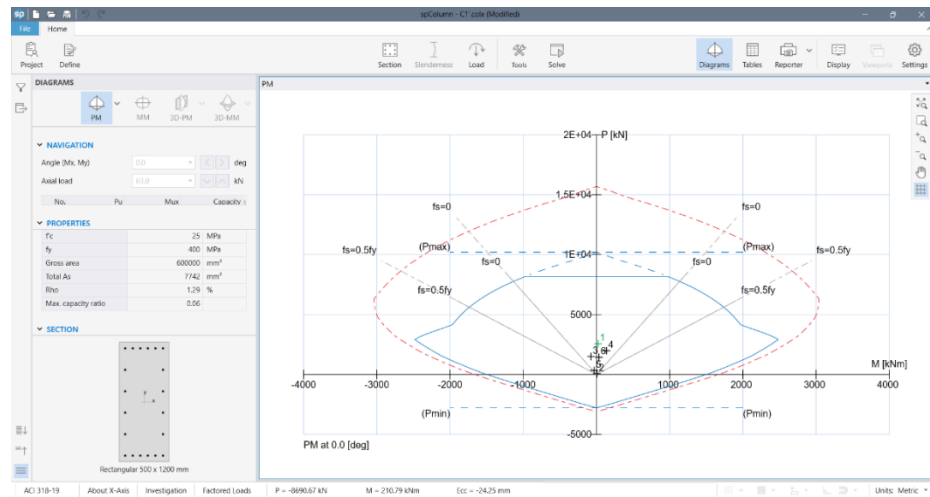 sp
spColumn - C1'.colx (Modified)
File Home
Project Define Section Slenderness Load Tools Solve Diagrams Tables Reporter Display Viewports Settings
DIAGRAMS
PM MM 3D-PM 3D-MM
NAVIGATION
Angle (Mx, My) 0.0 deg
Axial load 63.0 kN
No. Pu Mux Capacity
PROPERTIES
f'c 25 MPa
fy 400 MPa
Gross area 600000 mm²
Total As 7742 mm²
Rho 1.29 %
Max. capacity ratio 0.06
SECTION
y
x
Rectangular 500 x 1200 mm
PM
2E+04 P [kN]
1.5E+04
fs=0 fs=0
fs=0.5fy (Pmax) (Pmax) fs=0.5fy
1E+04
fs=0 fs=0
fs=0.5fy fs=0.5fy
5000
1
3 6 4
5
2
M [kNm]
-4000 -3000 -2000 -1000 1000 2000 3000 4000
(Pmin) (Pmin)
-5000
PM at 0.0 [deg]
ACI 318-19 About X-Axis Investigation Factored Loads P = -8690.67 kN M = 210.79 kNm Ecc = -24.25 mm Units: Metric